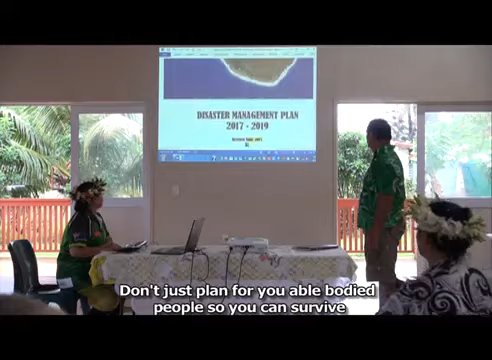 DISASTER MANAGEMENT PLAN
2017 - 2019
Don't just plan for you able bodied
people so you can survive